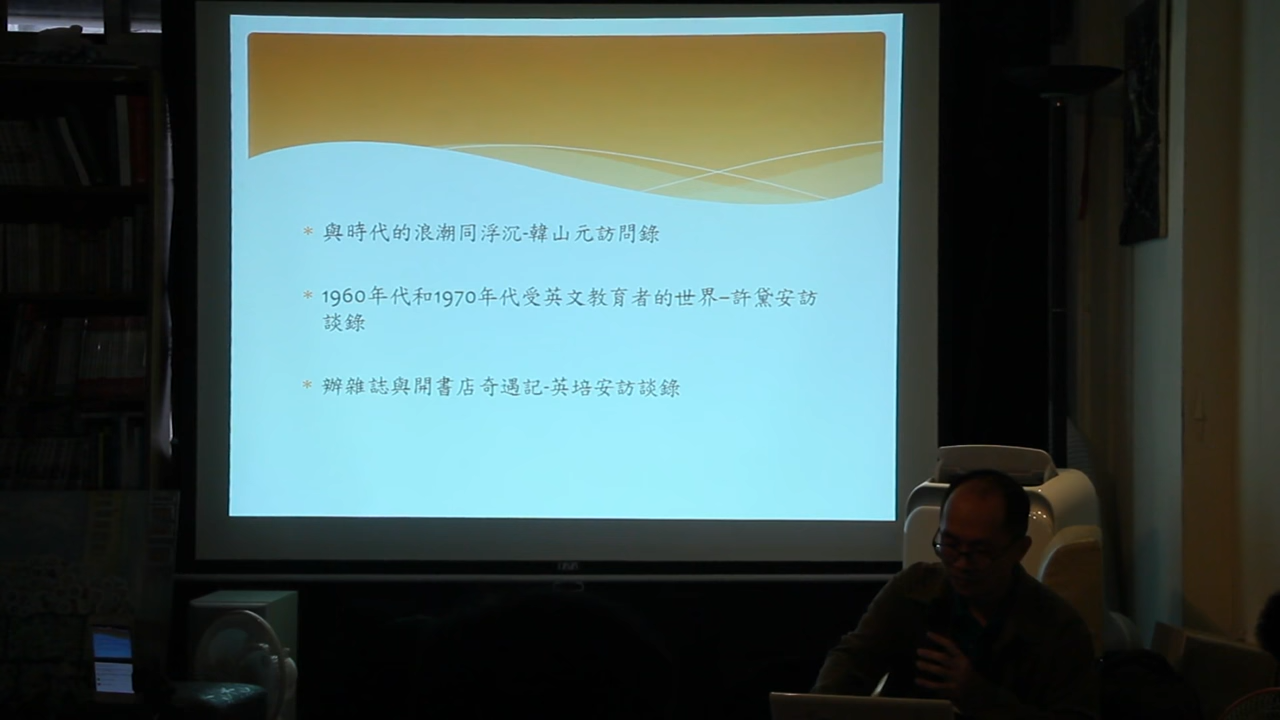 * 與時代的浪潮同浮沉-韓山元訪問錄
* 1960年代和1970年代受英文教育者的世界–許黛安訪
談錄
* 辦雜誌與開書店奇遇記-英培安訪談錄